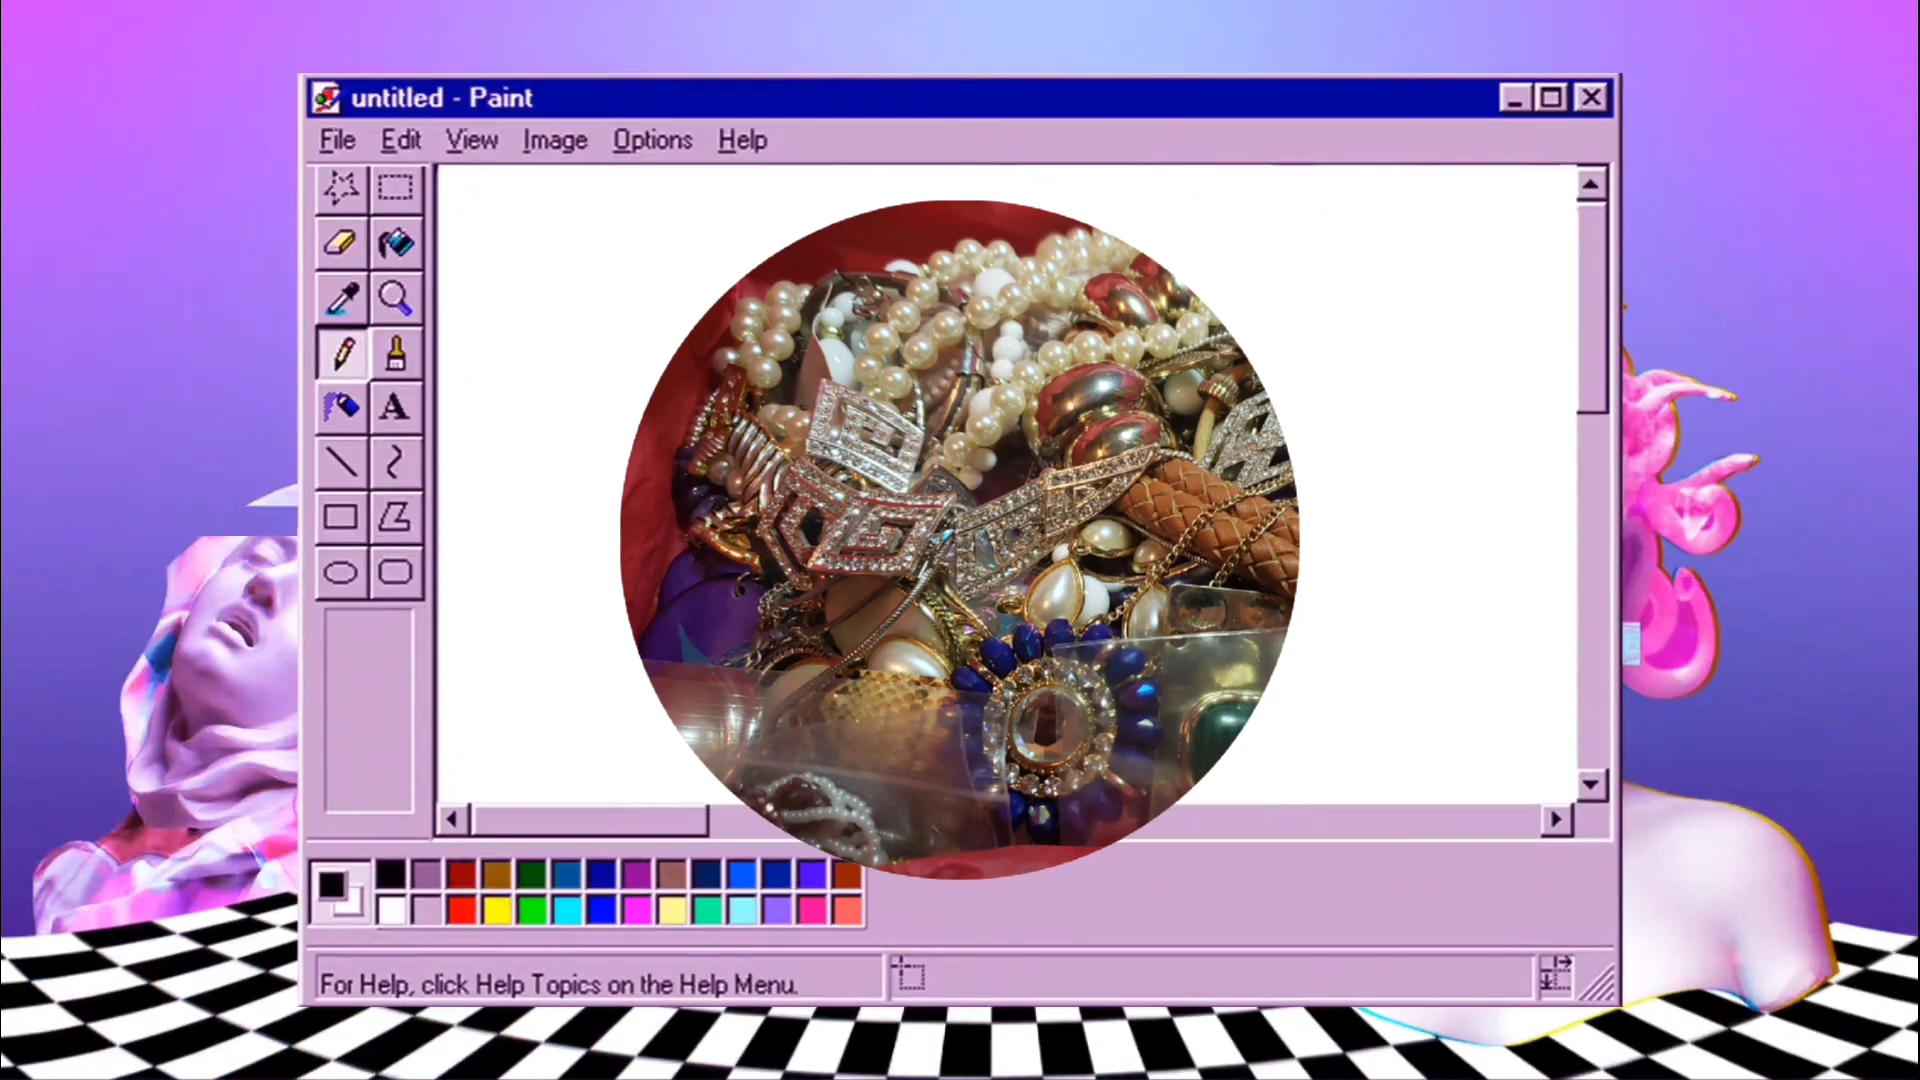 untitled - Paint
File Edit View Image Options Help
A
For Help, click Help Topics on the Help Menu.